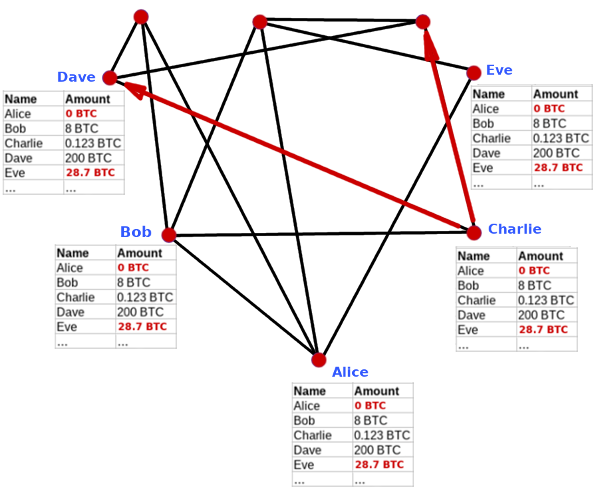 Dave
Name Amount
Alice 0 BTC
Bob 8 BTC
Charlie 0.123 BTC
Dave 200 BTC
Eve 28.7 BTC
... ...
Eve
Name Amount
Alice 0 BTC
Bob 8 BTC
Charlie 0.123 BTC
Dave 200 BTC
Eve 28.7 BTC
... ...
Bob
Name Amount
Alice 0 BTC
Bob 8 BTC
Charlie 0.123 BTC
Dave 200 BTC
Eve 28.7 BTC
... ...
Charlie
Name Amount
Alice 0 BTC
Bob 8 BTC
Charlie 0.123 BTC
Dave 200 BTC
Eve 28.7 BTC
... ...
Alice
Name Amount
Alice 0 BTC
Bob 8 BTC
Charlie 0.123 BTC
Dave 200 BTC
Eve 28.7 BTC
... ...